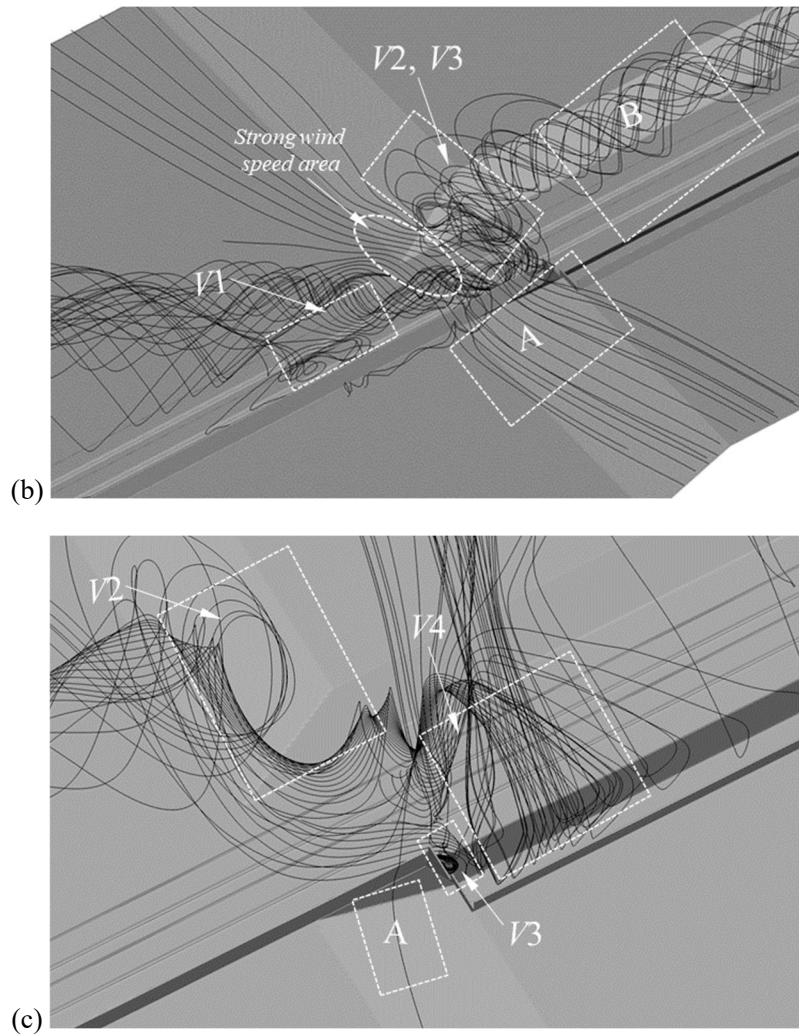 V2, V3
B
Strong wind
speed area
V1
A
(b)
V2
V4
A
V3
(c)